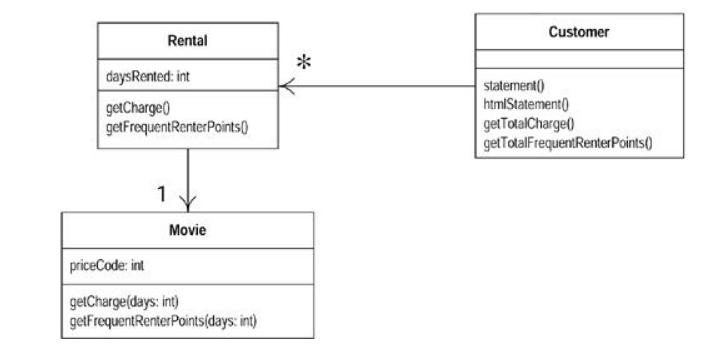 Rental
daysRented: int
getCharge()
getFrequentRenterPoints()
*
Customer
statement()
htmlStatement()
getTotalCharge()
getTotalFrequentRenterPoints()
1
Movie
priceCode: int
getCharge(days: int)
getFrequentRenterPoints(days: int)